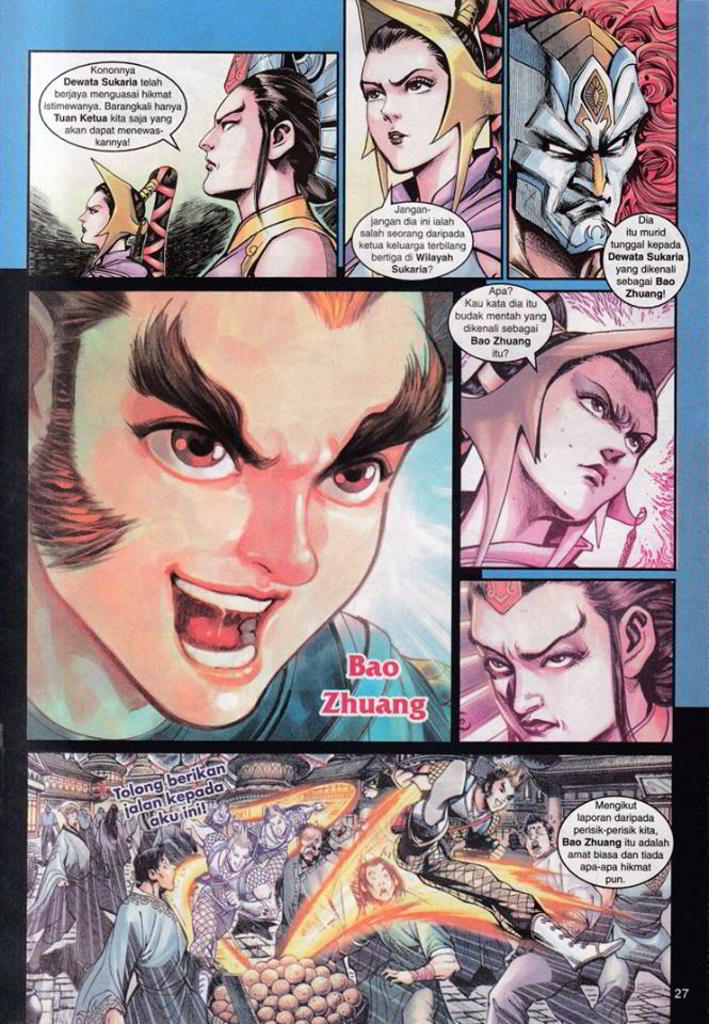 Kononnya
Dewata Sukaria telah
berjaya menguasai hikmat
istimewanya. Barangkali hanya
Tuan Ketua kita saja yang
akan dapat menewas-
kannya!
Jangan-
jangan dia ini ialah
salah seorang daripada
ketua keluarga terbilang
bertiga di Wilayah
Sukaria?
Dia
itu murid
tunggal kepada
Dewata Sukaria
yang dikenali
sebagai Bao
Zhuang!
Apa?
Kau kata dia itu
budak mentah yang
dikenali sebagai
Bao Zhuang
itu?
Bao
Zhuang
Tolong berikan
jalan kepada
aku ini!
Mengikut
laporan daripada
perisik-perisik kita,
Bao Zhuang itu adalah
amat biasa dan tiada
apa-apa hikmat
pun.
27